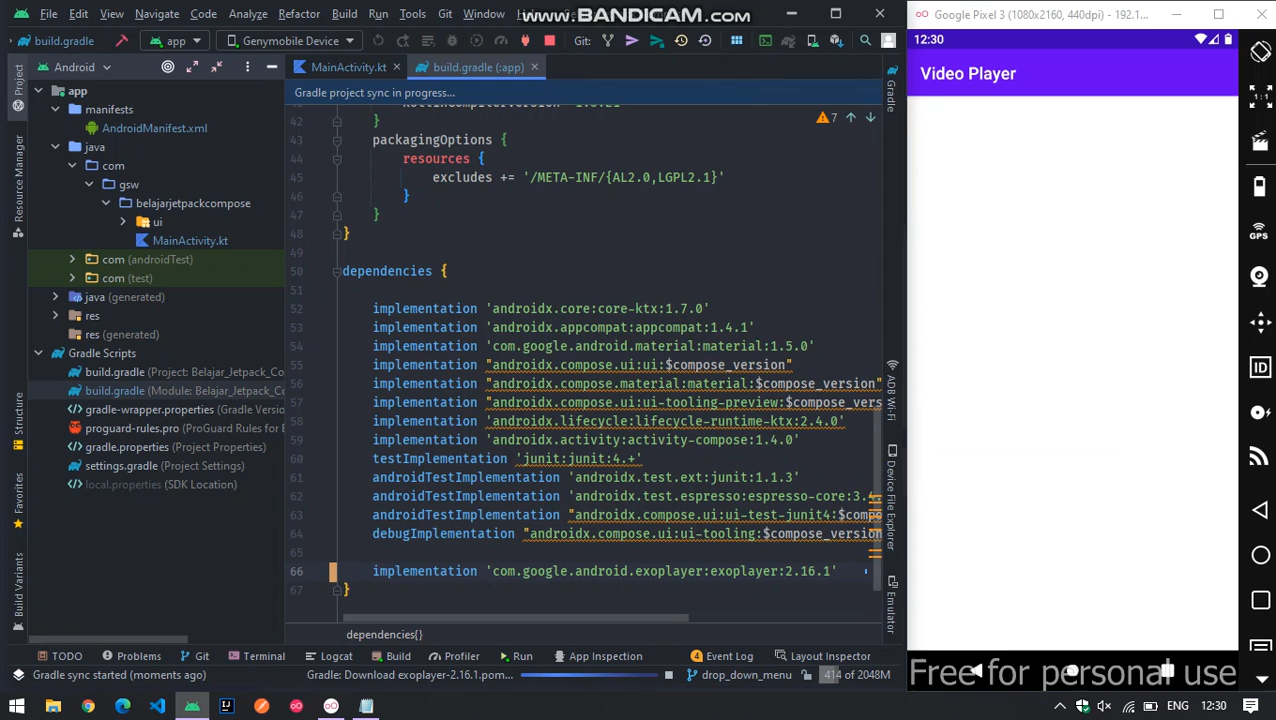 File Edit View Navigate Code Analyze Refactor Build Run Tools Git Window
www.BANDICAM.com
Google Pixel 3 (1080x2160, 440dpi) - 192.1...
build.gradle
app
Genymobile Device
Git:
12:30
Video Player
Android
MainActivity.kt
build.gradle (:app)
Gradle project sync in progress...
7
Project
Resource Manager
Structure
Favorites
Build Variants
app
manifests
AndroidManifest.xml
java
com
gsw
belajarjetpackcompose
ui
MainActivity.kt
com (androidTest)
com (test)
java (generated)
res
res (generated)
Gradle Scripts
build.gradle (Project: Belajar_Jetpack_Co
build.gradle (Module: Belajar_Jetpack_Co
gradle-wrapper.properties (Gradle Version
proguard-rules.pro (ProGuard Rules for B
gradle.properties (Project Properties)
settings.gradle (Project Settings)
local.properties (SDK Location)
42 }
43 packagingOptions {
44 resources {
45 excludes += '/META-INF/{AL2.0,LGPL2.1}'
46 }
47 }
48 }
49
50 dependencies {
51
52 implementation 'androidx.core:core-ktx:1.7.0'
53 implementation 'androidx.appcompat:appcompat:1.4.1'
54 implementation 'com.google.android.material:material:1.5.0'
55 implementation "androidx.compose.ui:ui:$compose_version"
56 implementation "androidx.compose.material:material:$compose_version"
57 implementation "androidx.compose.ui:ui-tooling-preview:$compose_vers
58 implementation 'androidx.lifecycle:lifecycle-runtime-ktx:2.4.0'
59 implementation 'androidx.activity:activity-compose:1.4.0'
60 testImplementation 'junit:junit:4.+'
61 androidTestImplementation 'androidx.test.ext:junit:1.1.3'
62 androidTestImplementation 'androidx.test.espresso:espresso-core:3.4.
63 androidTestImplementation "androidx.compose.ui:ui-test-junit4:$compo
64 debugImplementation "androidx.compose.ui:ui-tooling:$compose_version
65
66 implementation 'com.google.android.exoplayer:exoplayer:2.16.1'
67 }
dependencies{}
Gradle
ADB Wi-Fi
Device File Explorer
Emulator
1:1
GPS
ID
TODO Problems Git Terminal Logcat Build Profiler Run App Inspection 4 Event Log Layout Inspector
Gradle sync started (moments ago)
Gradle: Download exoplayer-2.16.1.pom...
drop_down_menu
414 of 2048M
Free for personal use
ENG 12:30